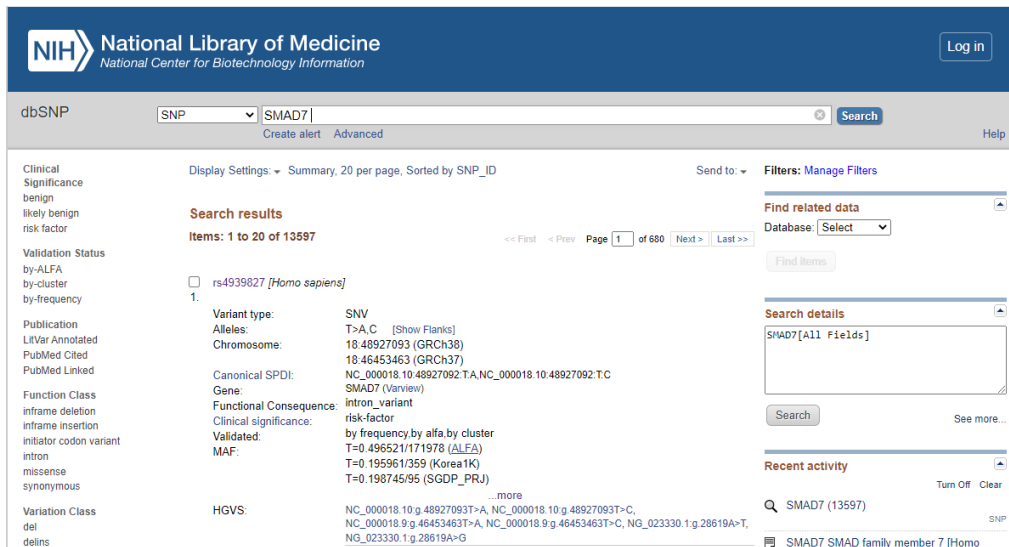 NIH
National Library of Medicine
National Center for Biotechnology Information
Log in
dbSNP
SNP
SMAD7
Search
Create alert Advanced
Help
Clinical
Significance
benign
likely benign
risk factor
Validation Status
by-ALFA
by-cluster
by-frequency
Publication
LitVar Annotated
PubMed Cited
PubMed Linked
Function Class
inframe deletion
inframe insertion
initiator codon variant
intron
missense
synonymous
Variation Class
del
delins
Display Settings: Summary, 20 per page, Sorted by SNP_ID
Send to:
Search results
Items: 1 to 20 of 13597
<< First < Prev Page 1 of 680 Next > Last >>
rs4939827 [Homo sapiens]
1.
Variant type: SNV
Alleles: T>A,C [Show Flanks]
Chromosome: 18:48927093 (GRCh38)
18:46453463 (GRCh37)
Canonical SPDI: NC_000018.10:48927092:T:A,NC_000018.10:48927092:T:C
Gene: SMAD7 (Varview)
Functional Consequence: intron_variant
Clinical significance: risk-factor
Validated: by frequency,by alfa,by cluster
MAF: T=0.496521/171978 (ALFA)
T=0.195961/359 (Korea1K)
T=0.198745/95 (SGDP_PRJ)
...more
HGVS: NC_000018.10:g.48927093T>A, NC_000018.10:g.48927093T>C,
NC_000018.9:g.46453463T>A, NC_000018.9:g.46453463T>C, NG_023330.1:g.28619A>T,
NG_023330.1:g.28619A>G
Filters: Manage Filters
Find related data
Database: Select
Find items
Search details
SMAD7[All Fields]
Search
See more...
Recent activity
Turn Off Clear
SMAD7 (13597)
SNP
SMAD7 SMAD family member 7 [Homo